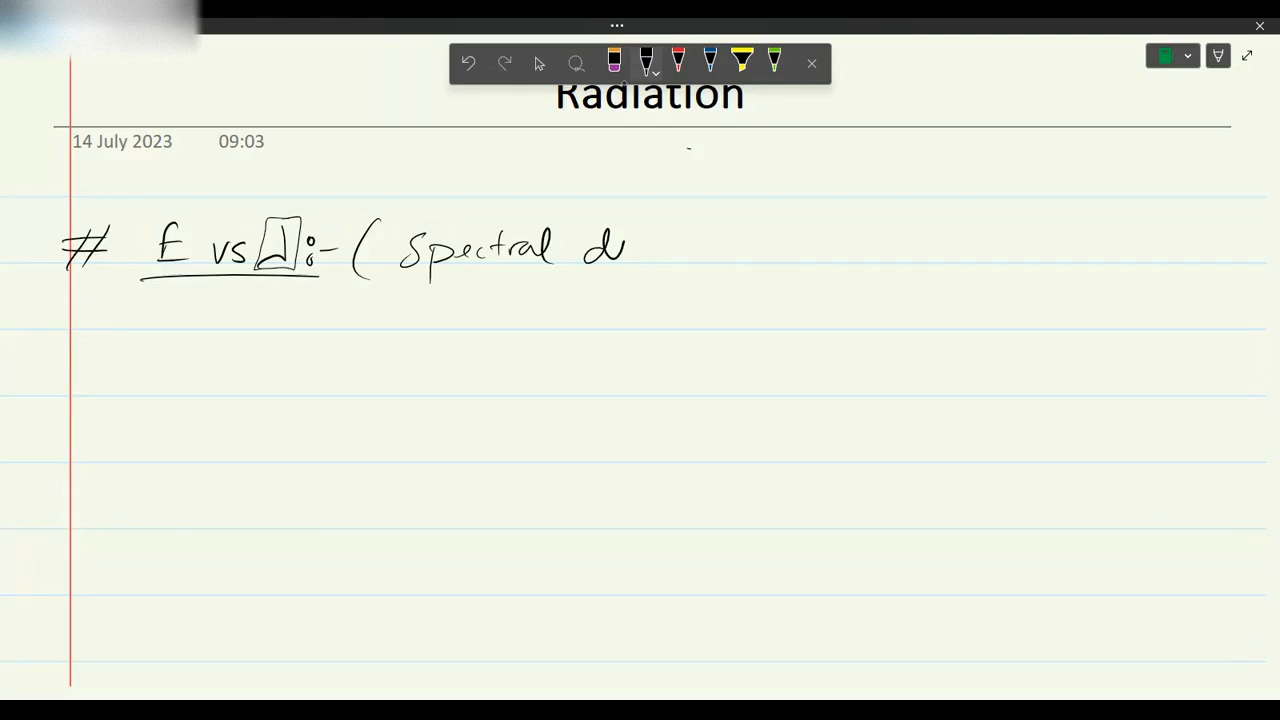 Radiation
14 July 2023 09:03
# E vs λ :- ( Spectral